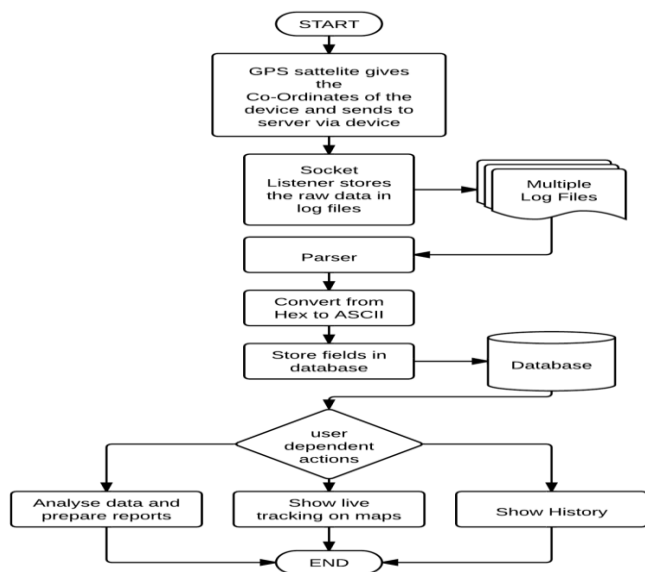 START
GPS sattelite gives
the
Co-Ordinates of the
device and sends to
server via device
Socket
Listener stores
the raw data in
log files
Multiple
Log Files
Parser
Convert from
Hex to ASCII
Store fields in
database
Database
user
dependent
actions
Analyse data and
prepare reports
Show live
tracking on maps
Show History
END